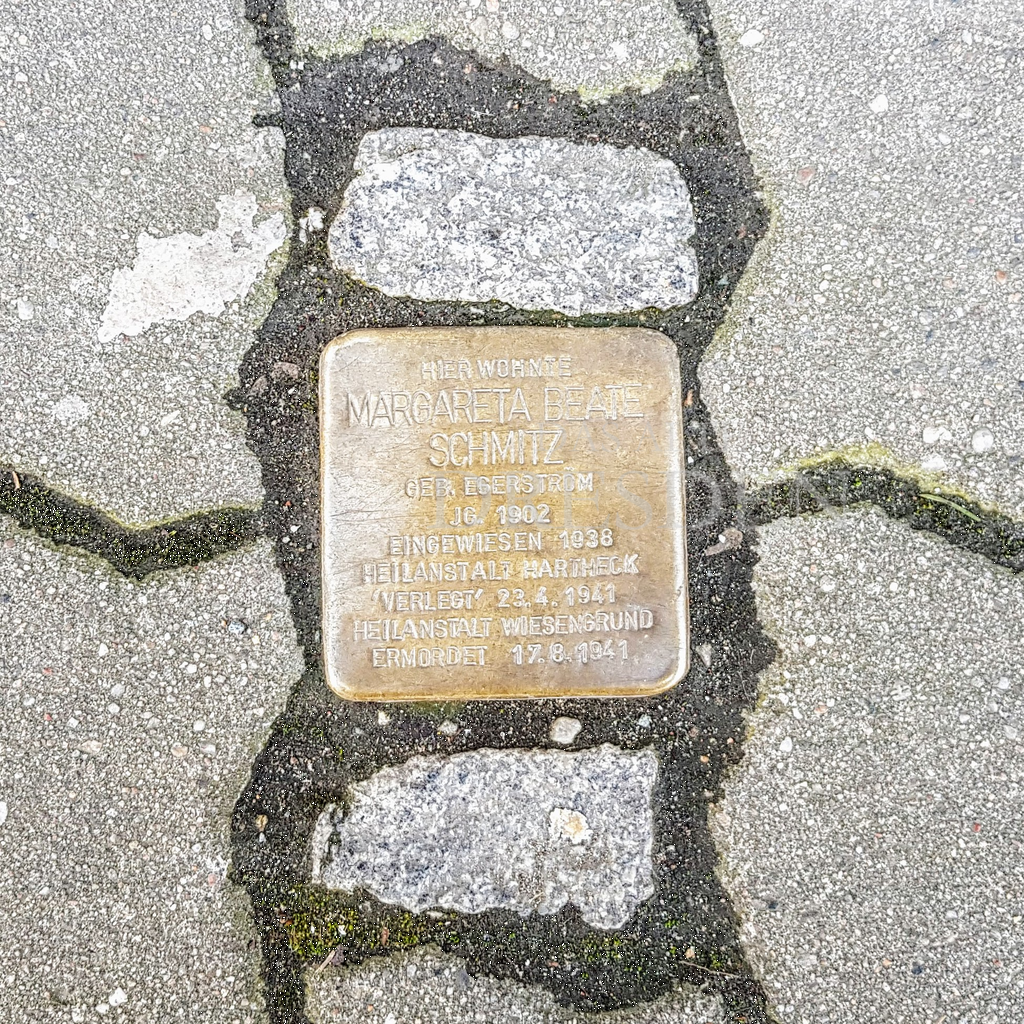 HIER WOHNTE
MARGARETA BEATE
SCHMITZ
GEB. EGERSTRÖM
JG. 1902
EINGEWIESEN 1938
HEILANSTALT HARTHECK
'VERLEGT' 23.4.1941
HEILANSTALT WIESENGRUND
ERMORDET 17.8.1941